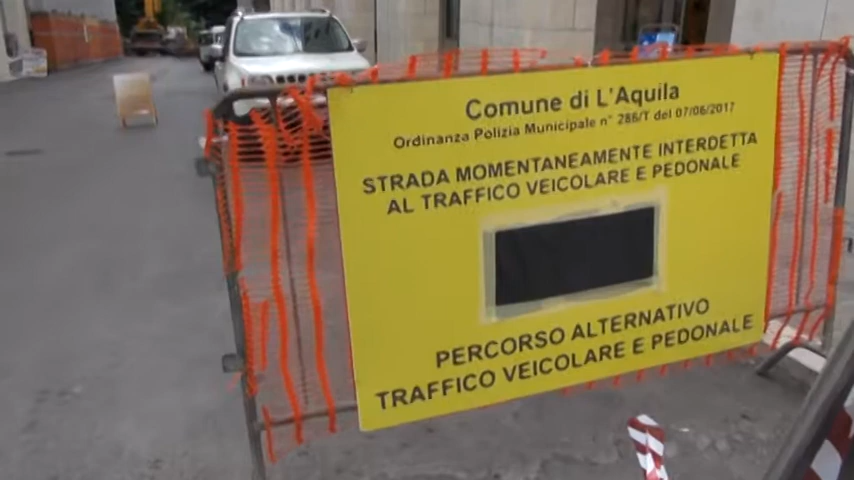 Comune di L'Aquila
Ordinanza Polizia Municipale n° 286/T del 07/06/2017
STRADA MOMENTANEAMENTE INTERDETTA
AL TRAFFICO VEICOLARE E PEDONALE
PERCORSO ALTERNATIVO
TRAFFICO VEICOLARE E PEDONALE